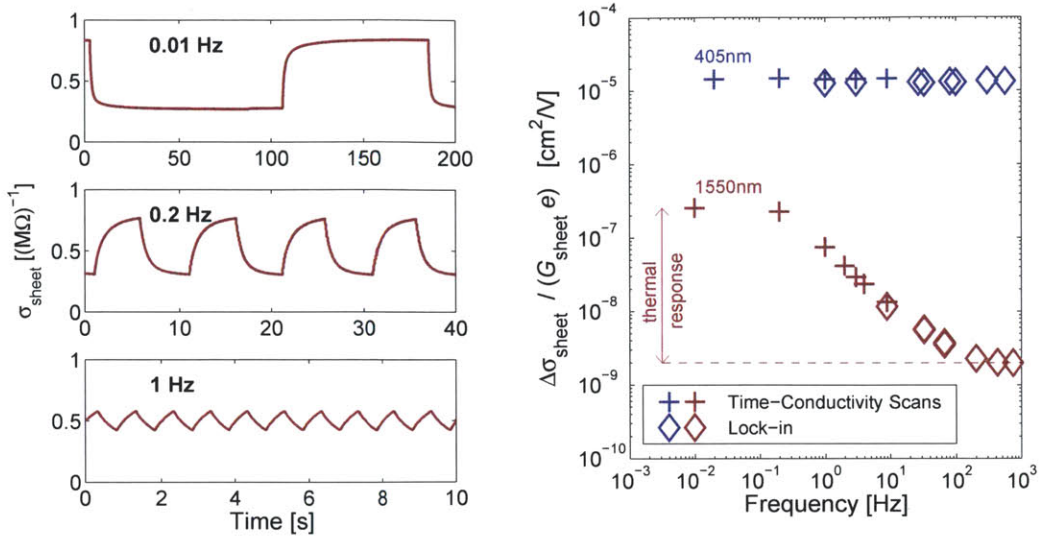 1
0.01 Hz
0.5
0
0 50 100 150 200
1
0.2 Hz
0.5
0
0 10 20 30 40
σsheet [(MΩ)⁻¹]
1
1 Hz
0.5
0
0 2 4 6 8 10
Time [s]
10⁻⁴
405nm
10⁻⁵
10⁻⁶
1550nm
10⁻⁷
thermal
response
10⁻⁸
10⁻⁹
Time-Conductivity Scans
Lock-in
10⁻¹⁰
10⁻³ 10⁻² 10⁻¹ 10⁰ 10¹ 10² 10³
Frequency [Hz]
Δσsheet / (Gsheet e) [cm²/V]